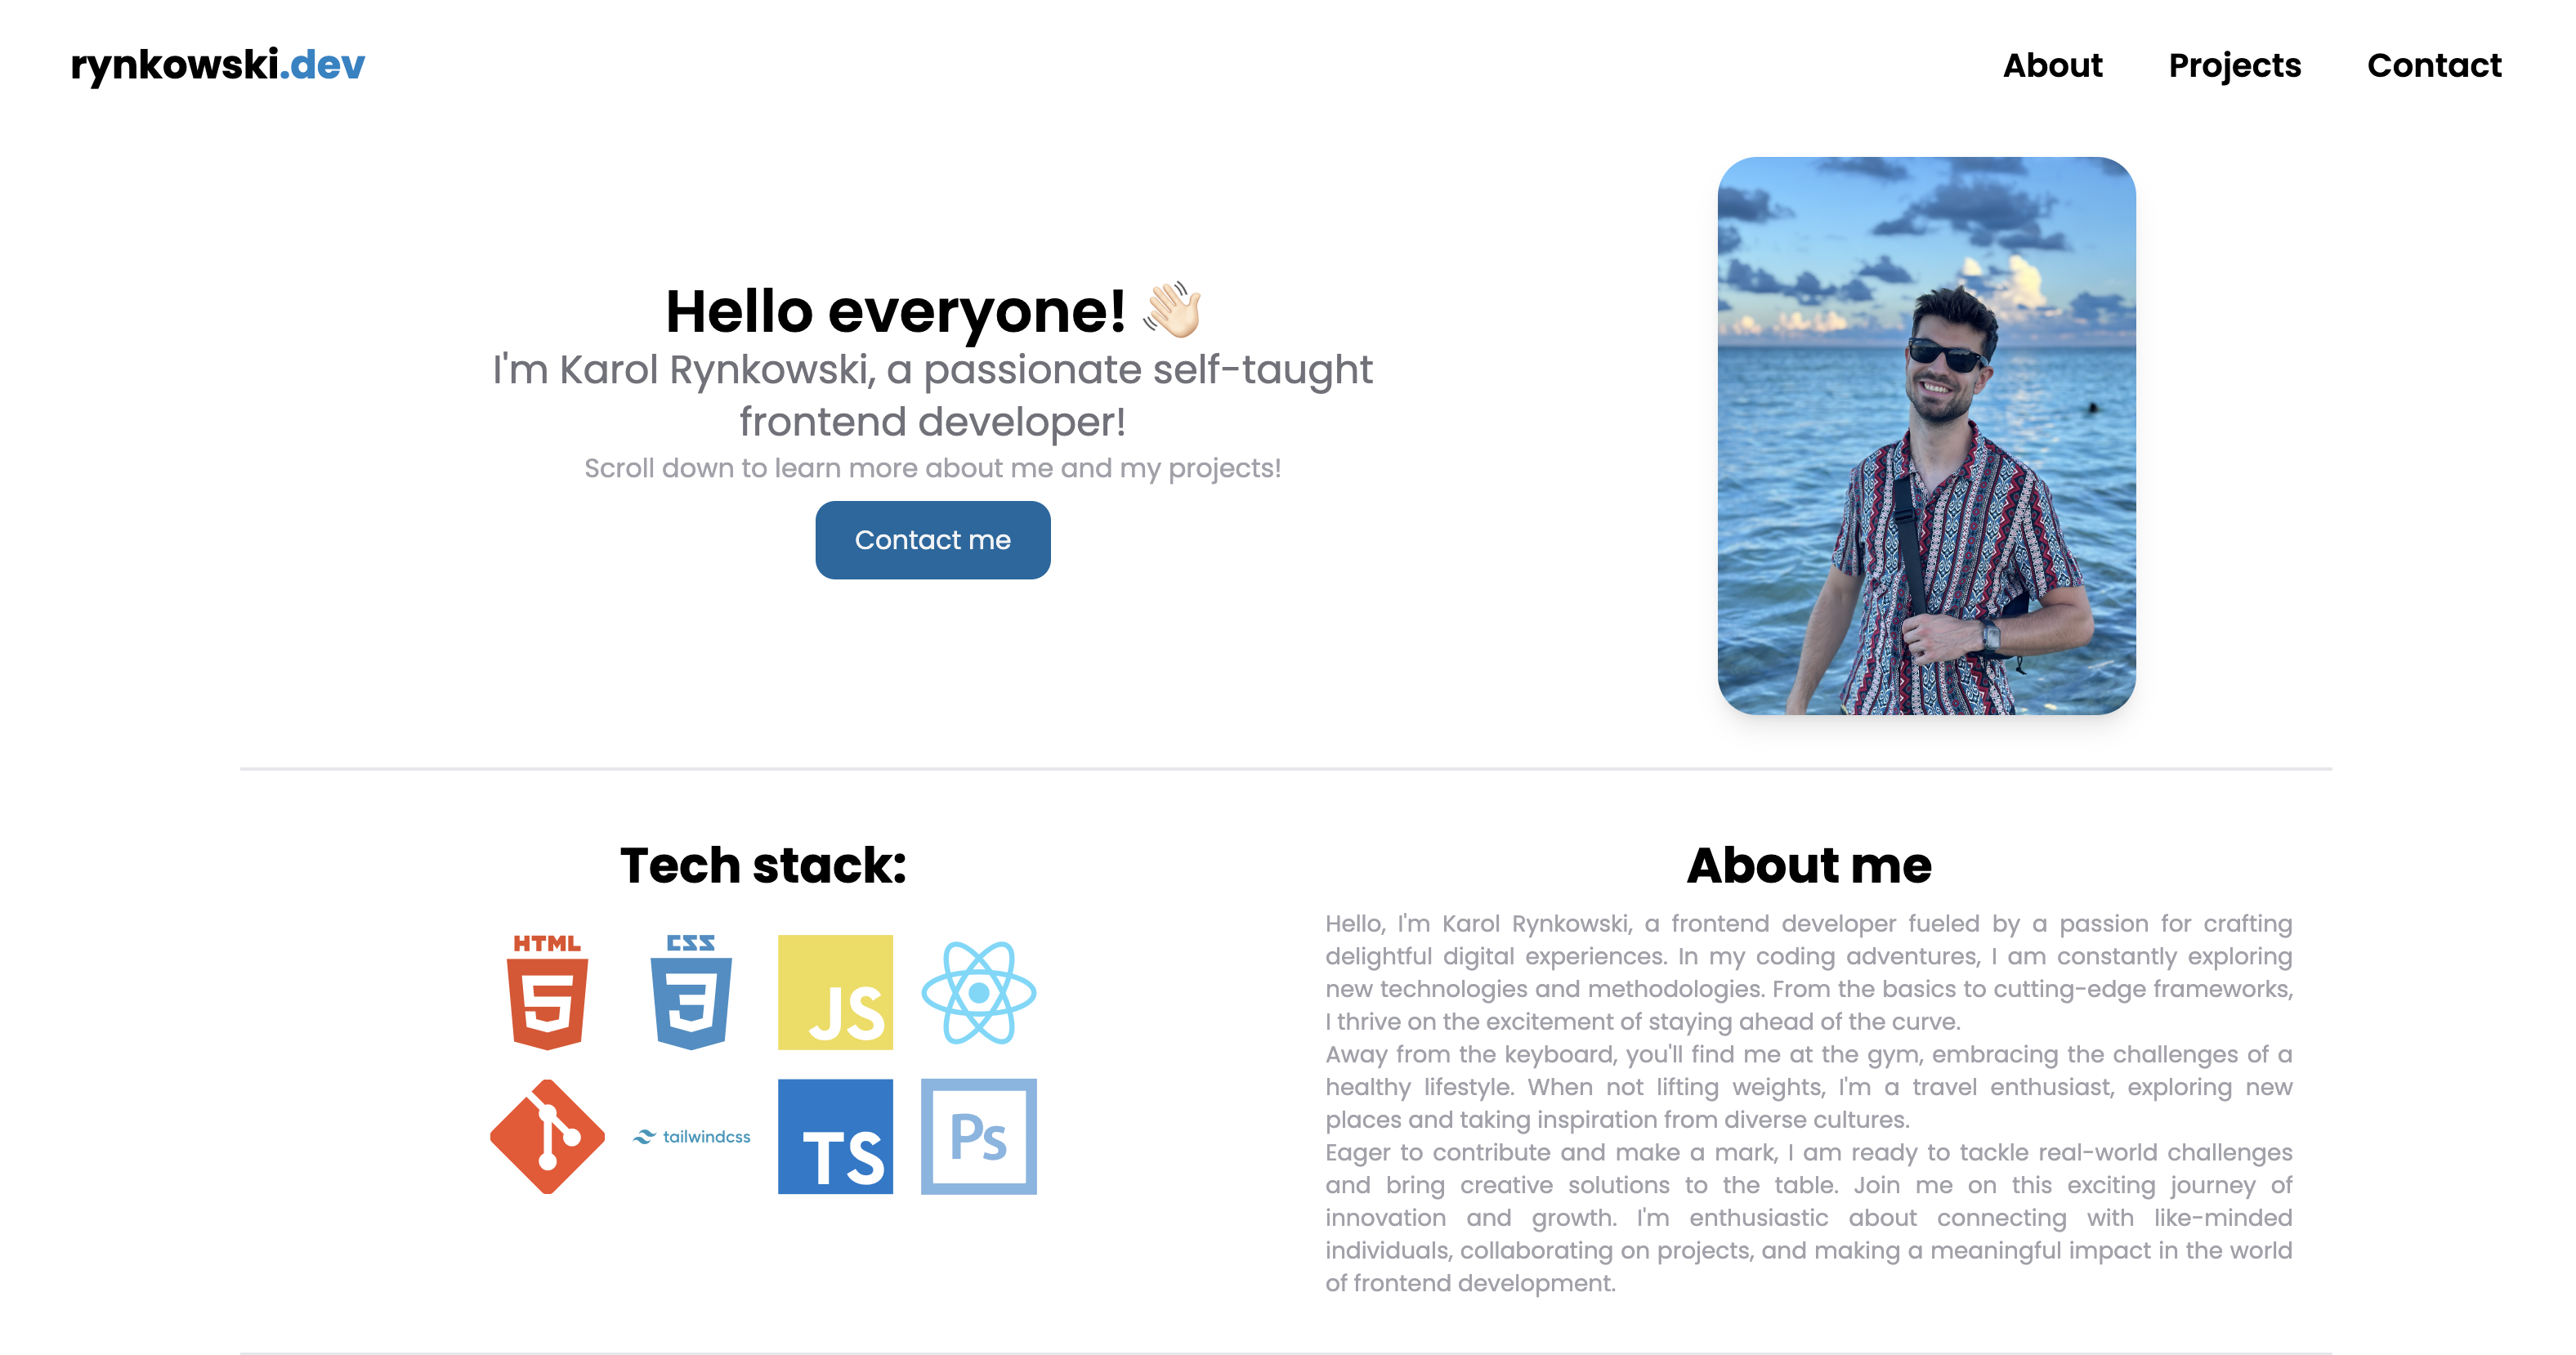 rynkowski.dev
About Projects Contact
Hello everyone! 👋🏻
I'm Karol Rynkowski, a passionate self-taught
frontend developer!
Scroll down to learn more about me and my projects!
Contact me
Tech stack:
HTML
5
CSS
3
JS
tailwindcss
TS
Ps
About me
Hello, I'm Karol Rynkowski, a frontend developer fueled by a passion for crafting
delightful digital experiences. In my coding adventures, I am constantly exploring
new technologies and methodologies. From the basics to cutting-edge frameworks,
I thrive on the excitement of staying ahead of the curve.
Away from the keyboard, you'll find me at the gym, embracing the challenges of a
healthy lifestyle. When not lifting weights, I'm a travel enthusiast, exploring new
places and taking inspiration from diverse cultures.
Eager to contribute and make a mark, I am ready to tackle real-world challenges
and bring creative solutions to the table. Join me on this exciting journey of
innovation and growth. I'm enthusiastic about connecting with like-minded
individuals, collaborating on projects, and making a meaningful impact in the world
of frontend development.